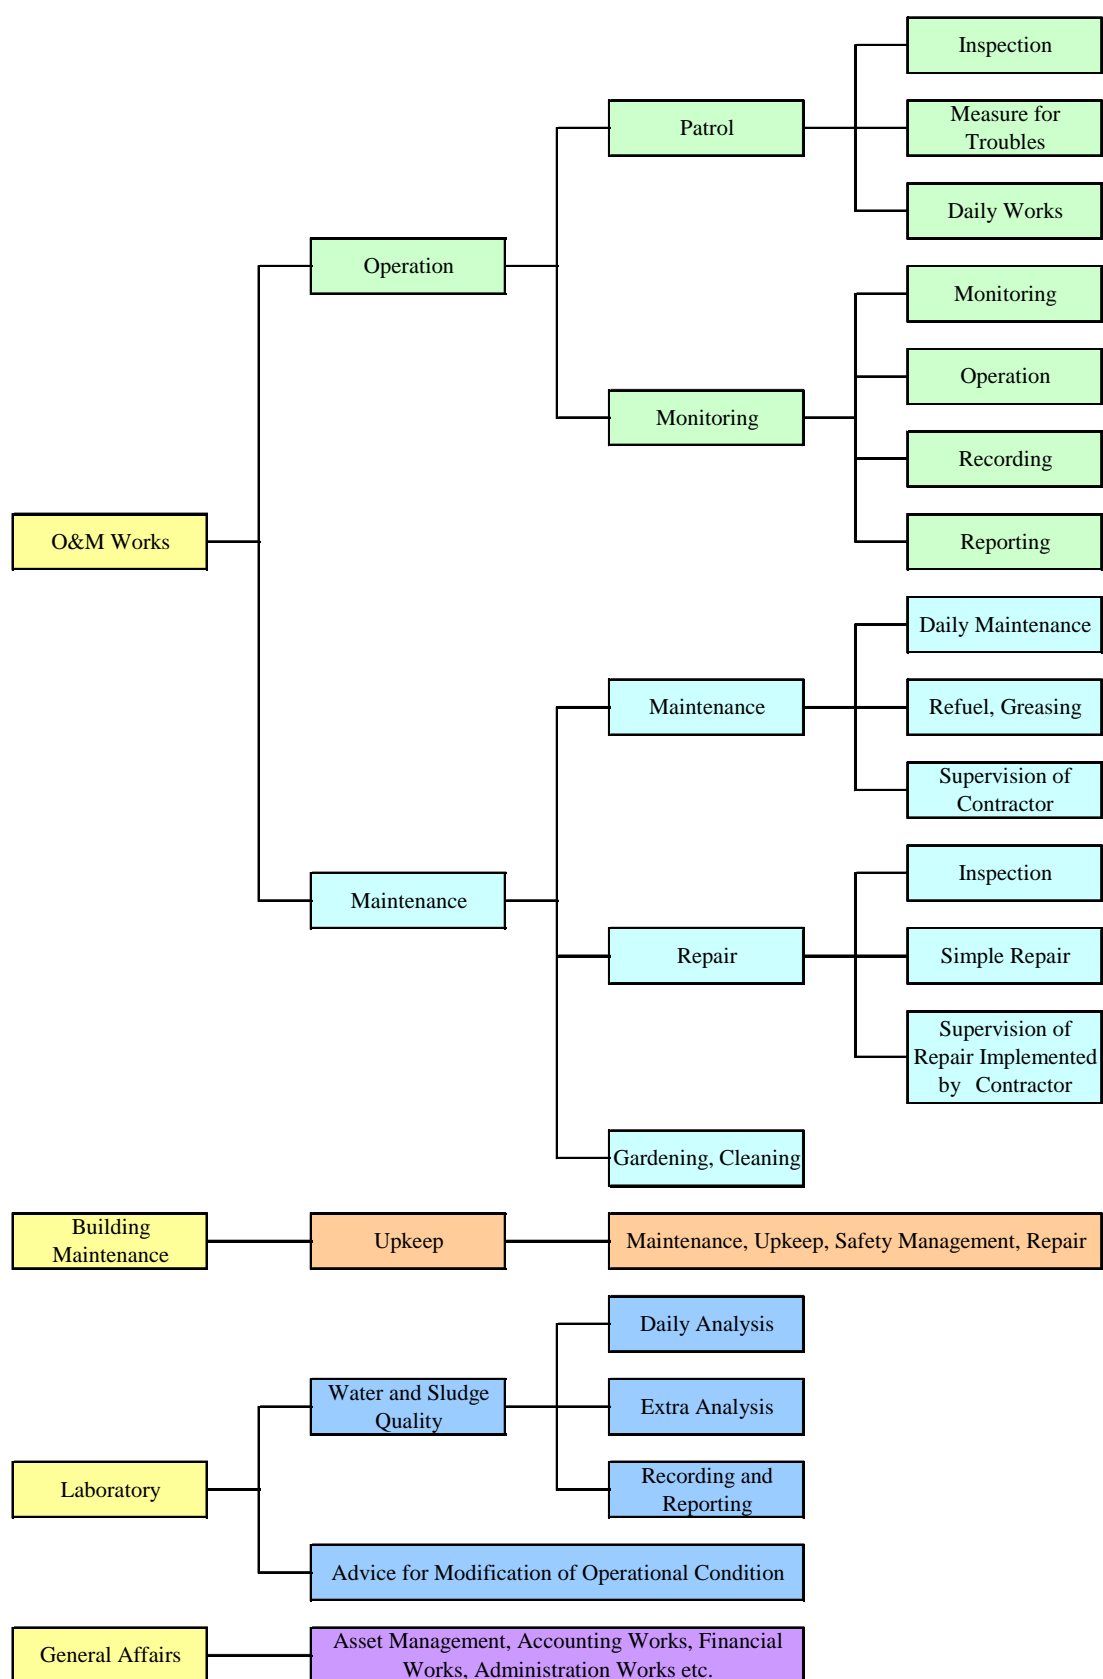 Inspection
Measure for
Troubles
Patrol
Daily Works
Operation
Monitoring
Operation
Monitoring
Recording
O&M Works
Reporting
Daily Maintenance
Maintenance
Refuel, Greasing
Supervision of
Contractor
Inspection
Maintenance
Repair
Simple Repair
Supervision of
Repair Implemented
by Contractor
Gardening, Cleaning
Building
Maintenance
Upkeep
Maintenance, Upkeep, Safety Management, Repair
Daily Analysis
Water and Sludge
Quality
Extra Analysis
Laboratory
Recording and
Reporting
Advice for Modification of Operational Condition
General Affairs
Asset Management, Accounting Works, Financial
Works, Administration Works etc.